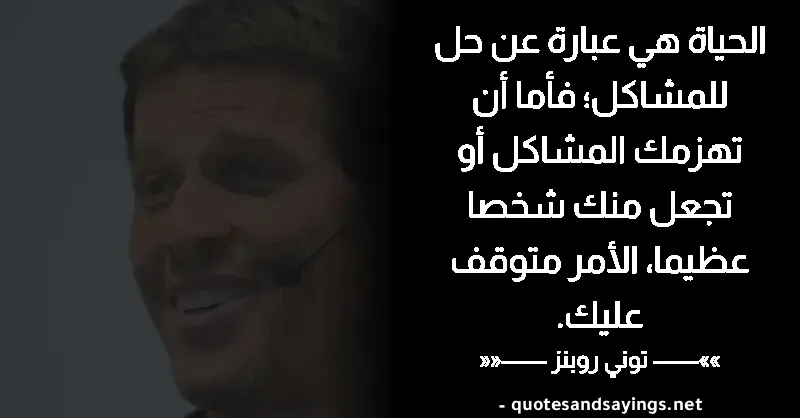 الحياة هي عبارة عن حل
للمشاكل؛ فأما أن
تهزمك المشاكل أو
تجعل منك شخصا
عظيما، الأمر متوقف
عليك.
»»—— توني روبنز ——««
- quotesandsayings.net